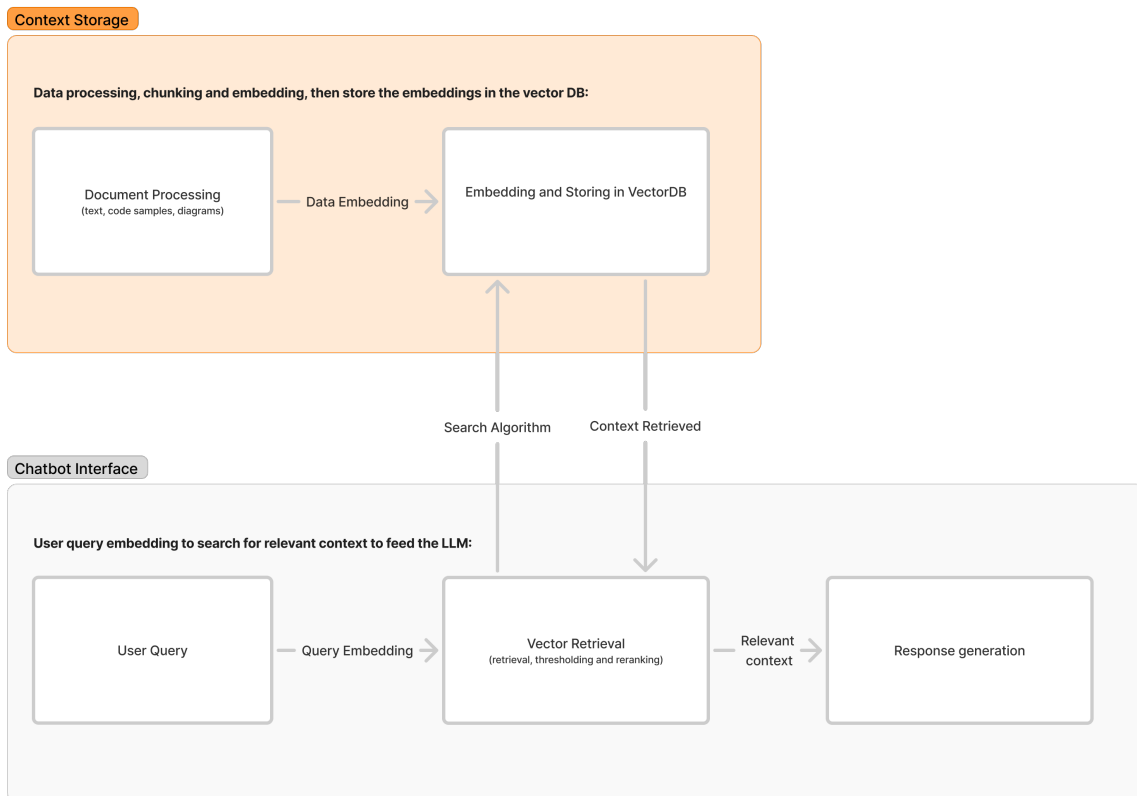 Context Storage
Data processing, chunking and embedding, then store the embeddings in the vector DB:
Document Processing
(text, code samples, diagrams)
Data Embedding
Embedding and Storing in VectorDB
Search Algorithm
Context Retrieved
Chatbot Interface
User query embedding to search for relevant context to feed the LLM:
User Query
Query Embedding
Vector Retrieval
(retrieval, thresholding and reranking)
Relevant
context
Response generation